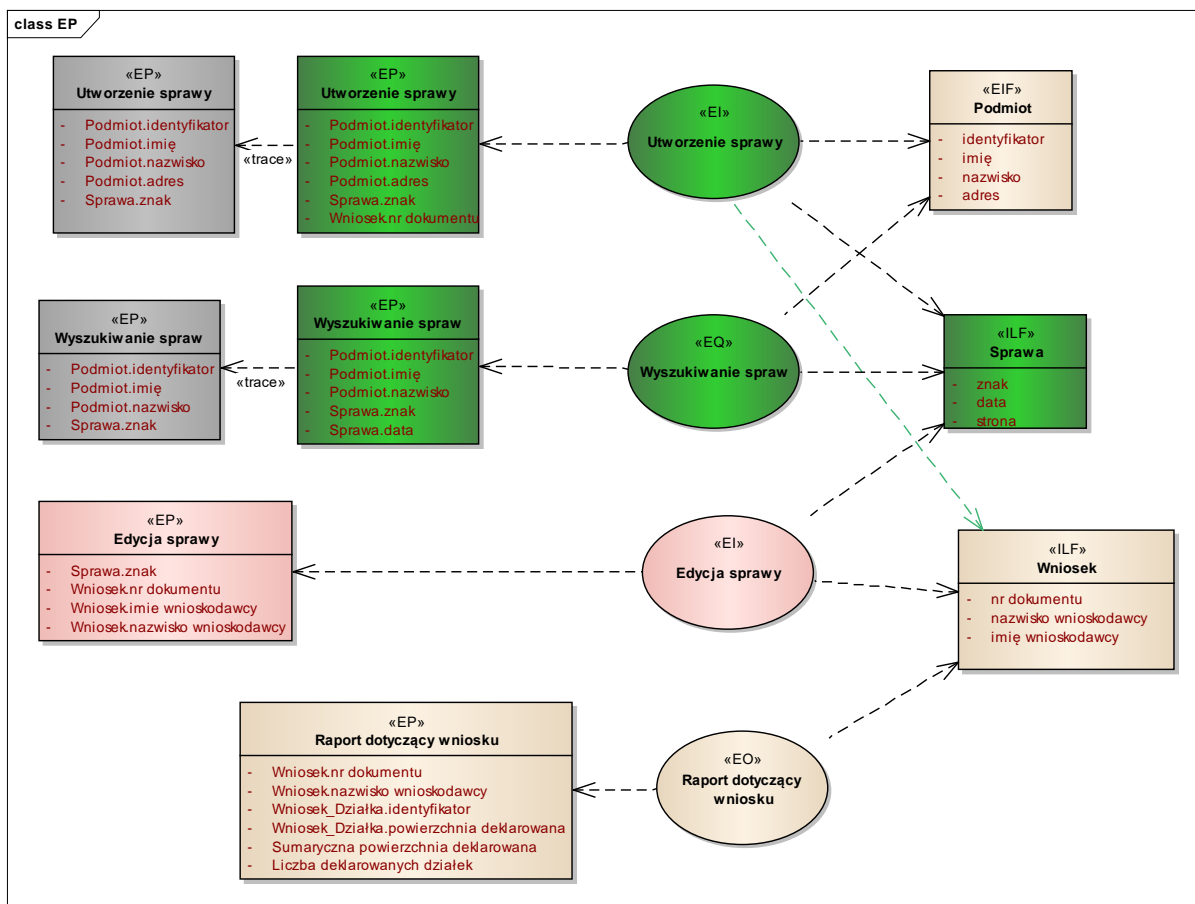 class EP
«EP»
Utworzenie sprawy
- Podmiot.identyfikator
- Podmiot.imię
- Podmiot.nazwisko
- Podmiot.adres
- Sprawa.znak
«trace»
«EP»
Utworzenie sprawy
- Podmiot.identyfikator
- Podmiot.imię
- Podmiot.nazwisko
- Podmiot.adres
- Sprawa.znak
- Wniosek.nr dokumentu
«EI»
Utworzenie sprawy
«EIF»
Podmiot
- identyfikator
- imię
- nazwisko
- adres
«EP»
Wyszukiwanie spraw
- Podmiot.identyfikator
- Podmiot.imię
- Podmiot.nazwisko
- Sprawa.znak
«trace»
«EP»
Wyszukiwanie spraw
- Podmiot.identyfikator
- Podmiot.imię
- Podmiot.nazwisko
- Sprawa.znak
- Sprawa.data
«EQ»
Wyszukiwanie spraw
«ILF»
Sprawa
- znak
- data
- strona
«EP»
Edycja sprawy
- Sprawa.znak
- Wniosek.nr dokumentu
- Wniosek.imie wnioskodawcy
- Wniosek.nazwisko wnioskodawcy
«EI»
Edycja sprawy
«ILF»
Wniosek
- nr dokumentu
- nazwisko wnioskodawcy
- imię wnioskodawcy
«EP»
Raport dotyczący wniosku
- Wniosek.nr dokumentu
- Wniosek.nazwisko wnioskodawcy
- Wniosek_Działka.identyfikator
- Wniosek_Działka.powierzchnia deklarowana
- Sumaryczna powierzchnia deklarowana
- Liczba deklarowanych działek
«EO»
Raport dotyczący
wniosku